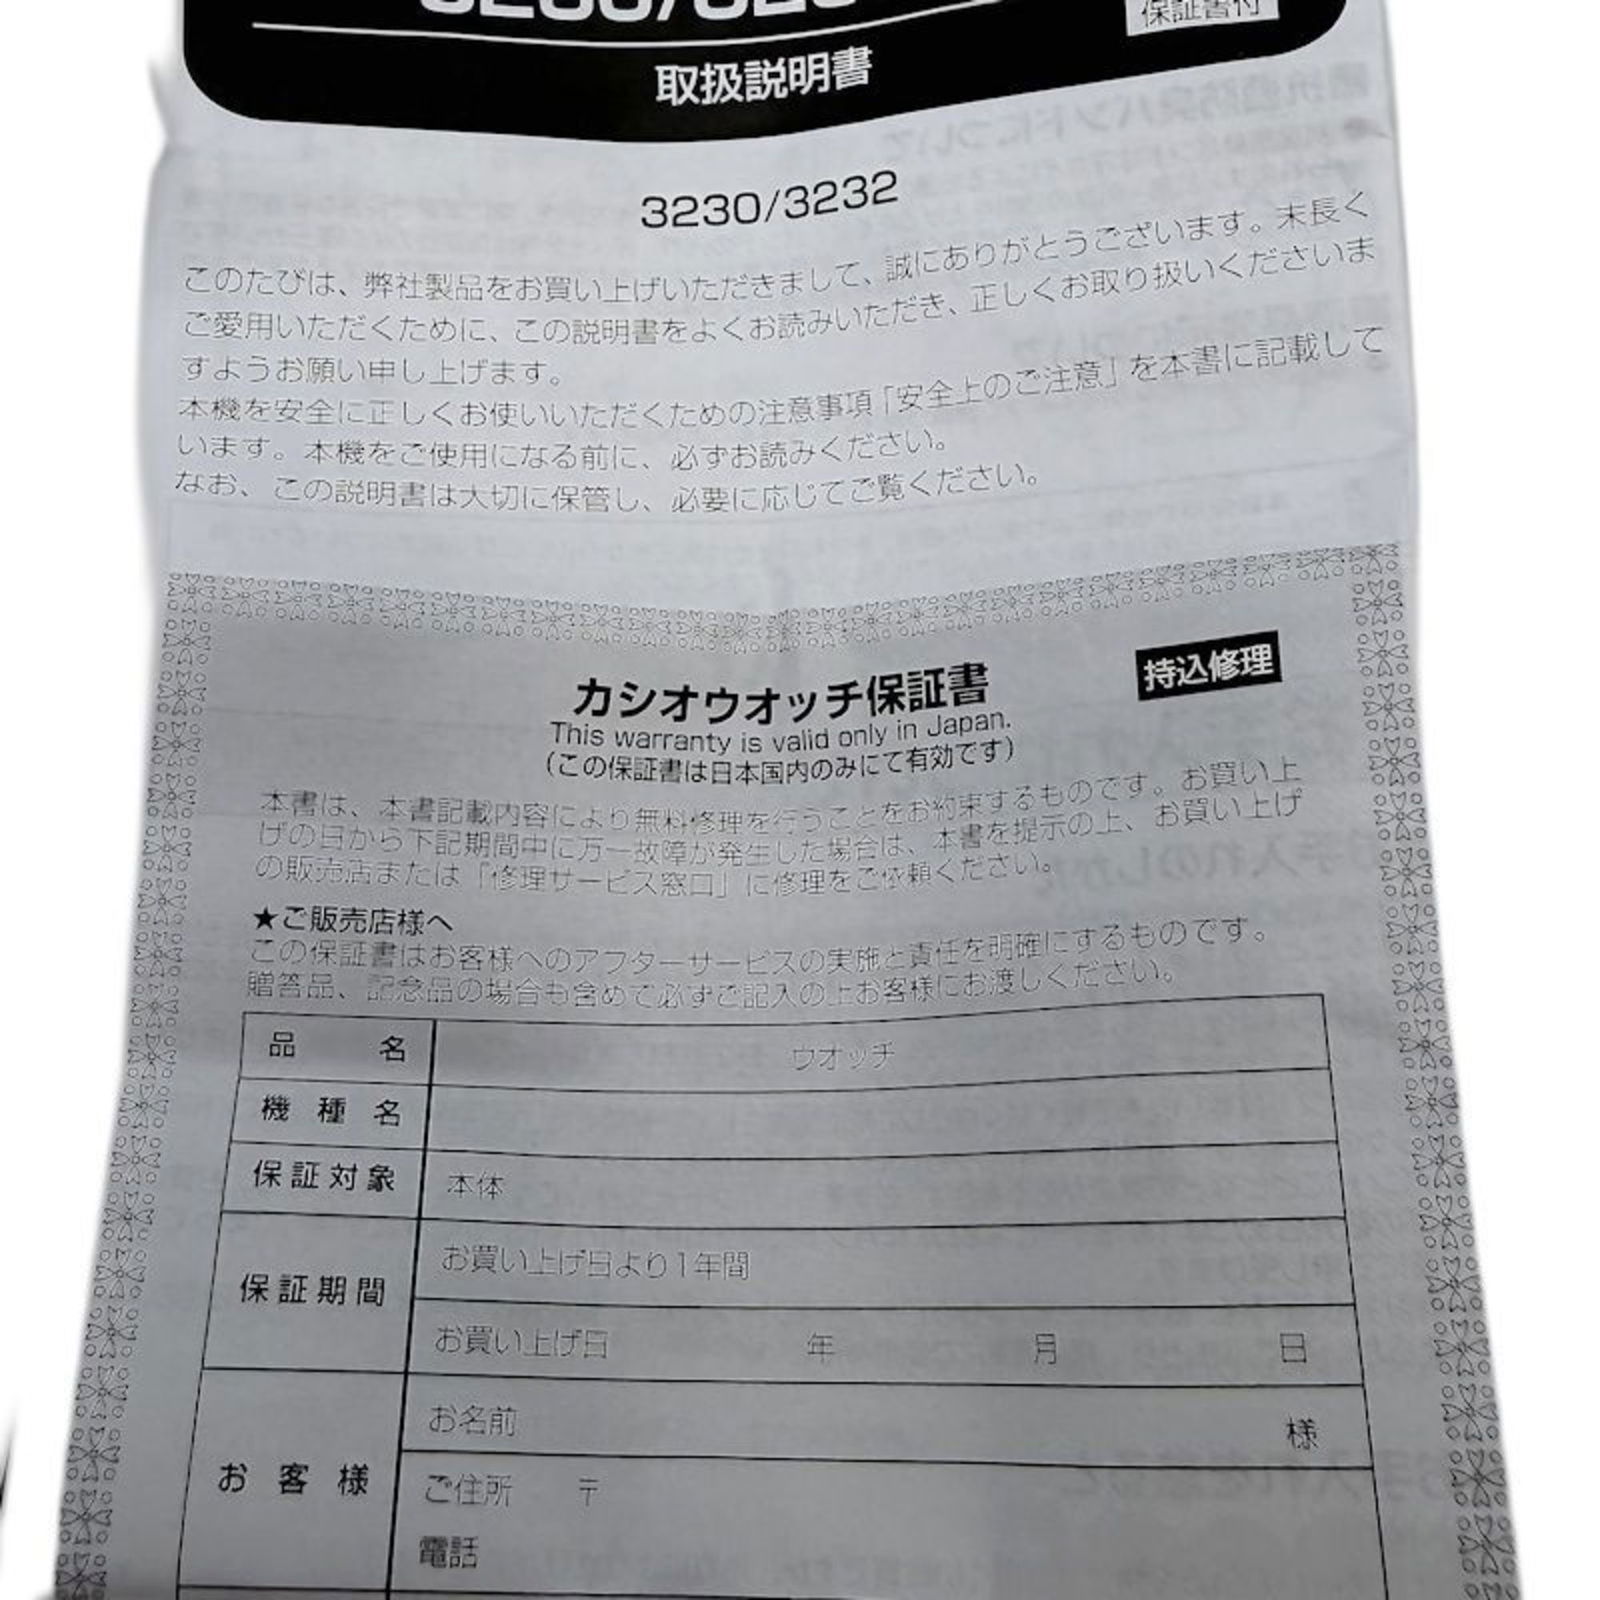 保証書付
取扱説明書
3230/3232
このたびは、弊社製品をお買い上げいただきまして、誠にありがとうございます。末長く
ご愛用いただくために、この説明書をよくお読みいただき、正しくお取り扱いくださいま
すようお願い申し上げます。
本機を安全に正しくお使いいただくための注意事項「安全上のご注意」を本書に記載して
います。本機をご使用になる前に、必ずお読みください。
なお、この説明書は大切に保管し、必要に応じてご覧ください。
カシオウオッチ保証書
持込修理
This warranty is valid only in Japan.
(この保証書は日本国内のみにて有効です)
本書は、本書記載内容により無料修理を行うことをお約束するものです。お買い上
げの日から下記期間中に万一故障が発生した場合は、本書を提示の上、お買い上げ
の販売店または「修理サービス窓口」に修理をご依頼ください。
★ご販売店様へ
この保証書はお客様へのアフターサービスの実施と責任を明確にするものです。
贈答品、記念品の場合も含めて必ずご記入の上お客様にお渡しください。
品名 ウオッチ
機種名
保証対象 本体
保証期間 お買い上げ日より1年間
お買い上げ日 年 月 日
お客様 お名前 様
ご住所 〒
電話